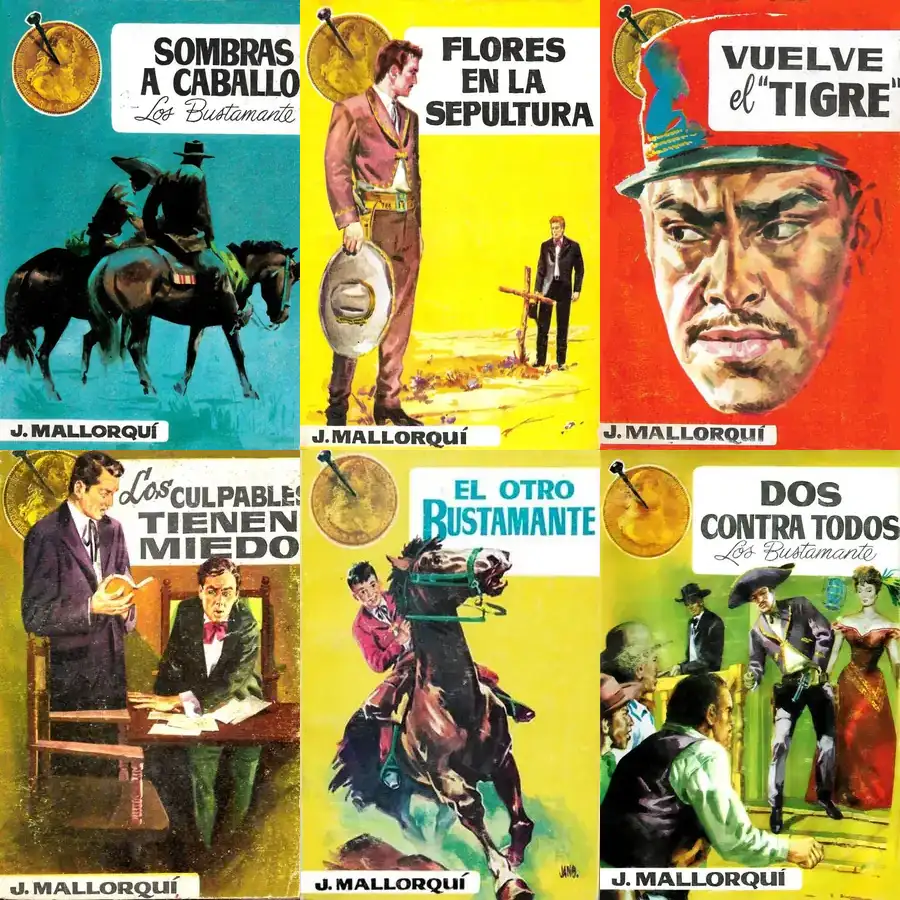 SOMBRAS
A CABALLO
Los Bustamante
J. MALLORQUÍ
FLORES
EN LA
SEPULTURA
J. MALLORQUÍ
VUELVE
el "TIGRE"
J. MALLORQUÍ
Los CULPABLES
TIENEN
MIEDO
J. MALLORQUÍ
EL OTRO
BUSTAMANTE
JANO.
J. MALLORQUÍ
DOS
CONTRA TODOS
Los Bustamante
J. MALLORQUÍ